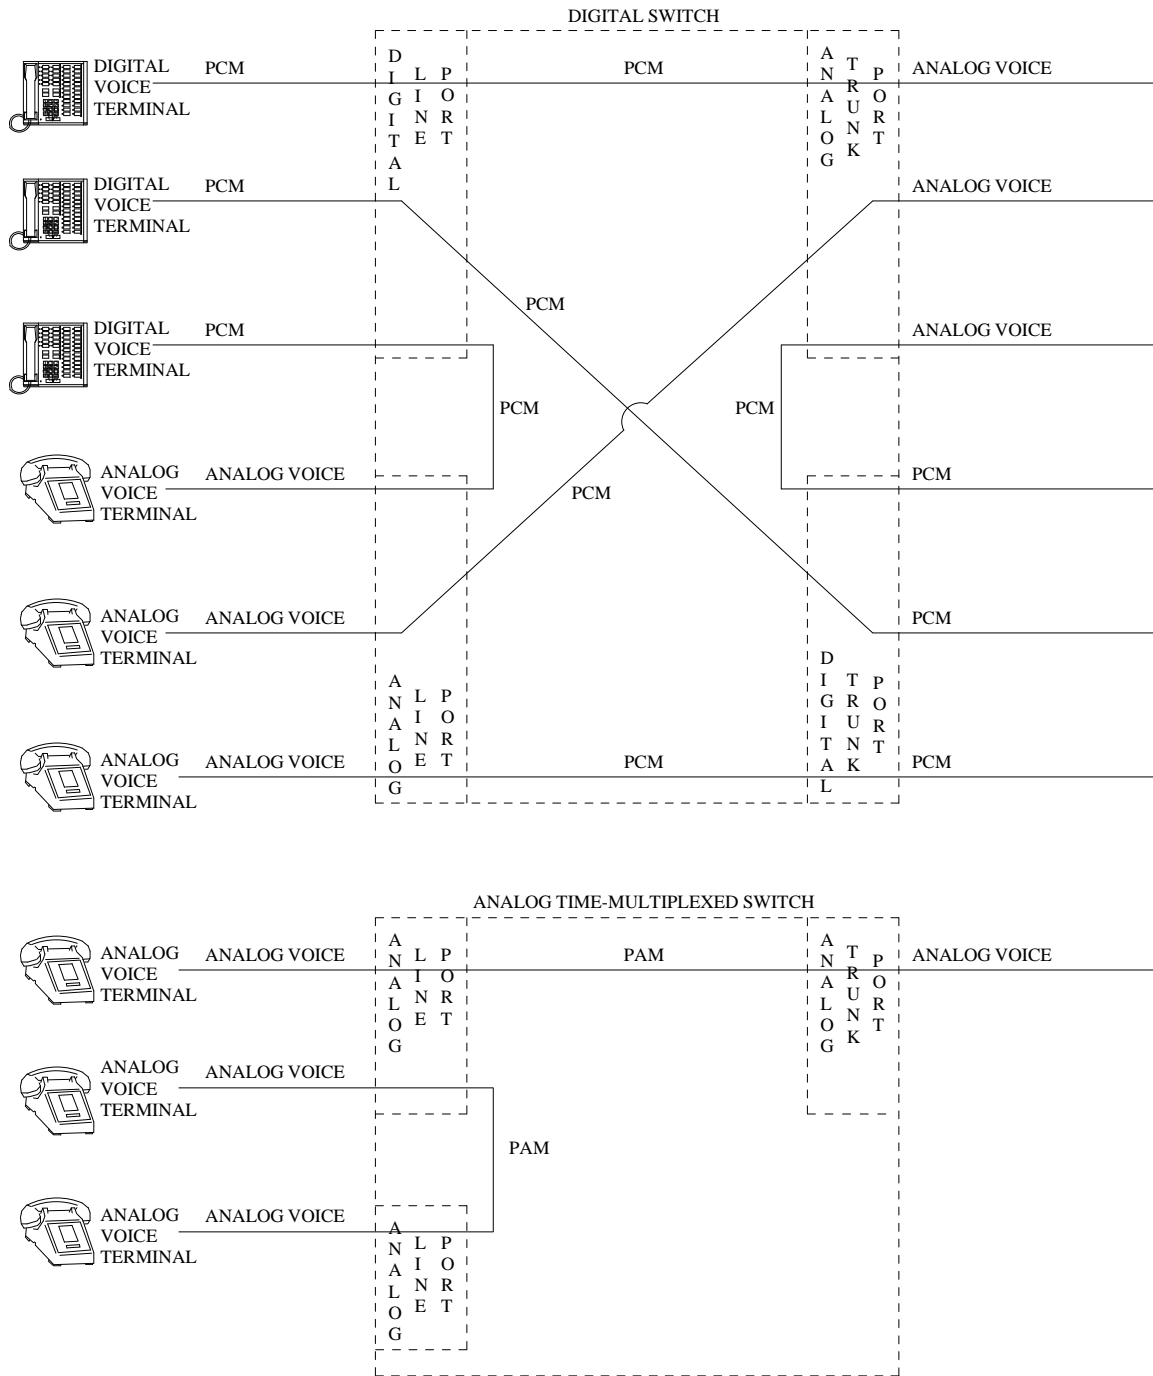 DIGITAL SWITCH
DIGITAL
VOICE
TERMINAL
PCM
DIGITAL
LINE
PORT
PCM
ANALOG
TRUNK
PORT
ANALOG VOICE
DIGITAL
VOICE
TERMINAL
PCM
ANALOG VOICE
PCM
DIGITAL
VOICE
TERMINAL
PCM
ANALOG VOICE
PCM
PCM
ANALOG
VOICE
TERMINAL
ANALOG VOICE
PCM
PCM
ANALOG
VOICE
TERMINAL
ANALOG VOICE
PCM
ANALOG
LINE
PORT
DIGITAL
TRUNK
PORT
ANALOG
VOICE
TERMINAL
ANALOG VOICE
PCM
PCM
ANALOG TIME-MULTIPLEXED SWITCH
ANALOG
VOICE
TERMINAL
ANALOG VOICE
ANALOG
LINE
PORT
PAM
ANALOG
TRUNK
PORT
ANALOG VOICE
ANALOG
VOICE
TERMINAL
ANALOG VOICE
PAM
ANALOG
VOICE
TERMINAL
ANALOG VOICE
ANALOG
LINE
PORT